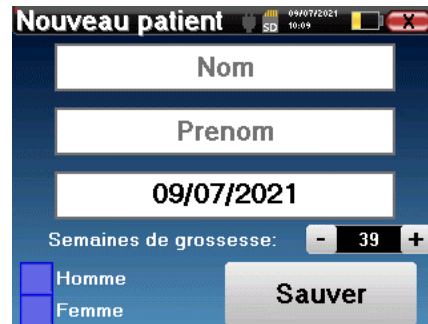 Nouveau patient SD 09/07/2021
10:09 X
Nom
Prenom
09/07/2021
Semaines de grossesse: - 39 +
Homme
Femme
Sauver